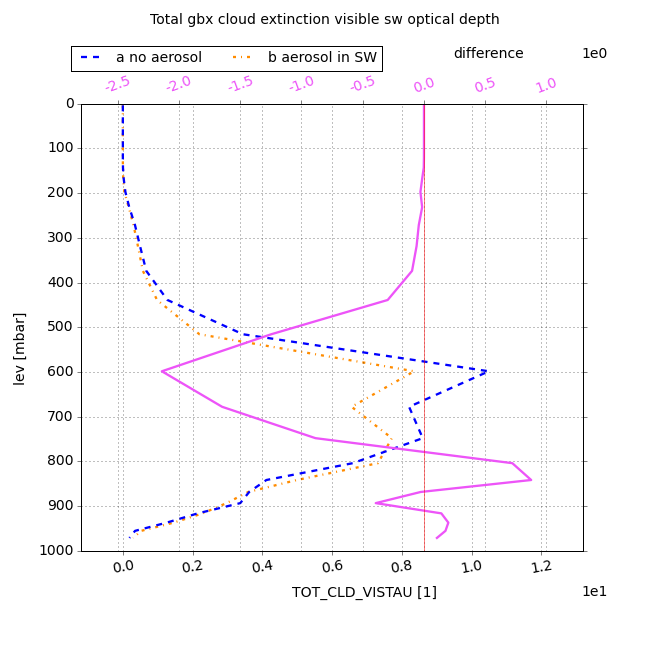 Total gbx cloud extinction visible sw optical depth
a no aerosol b aerosol in SW
difference 1e0
-2.5 -2.0 -1.5 -1.0 -0.5 0.0 0.5 1.0
0
100
200
300
400
500
600
700
800
900
1000
lev [mbar]
0.0 0.2 0.4 0.6 0.8 1.0 1.2
TOT_CLD_VISTAU [1] 1e1